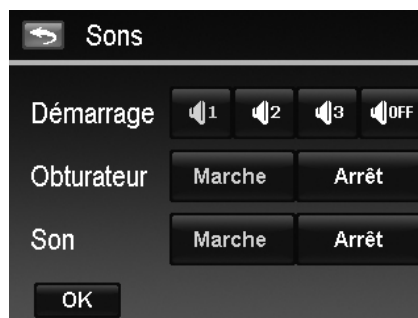 Sons
Démarrage 1 2 3 OFF
Obturateur Marche Arrêt
Son Marche Arrêt
OK